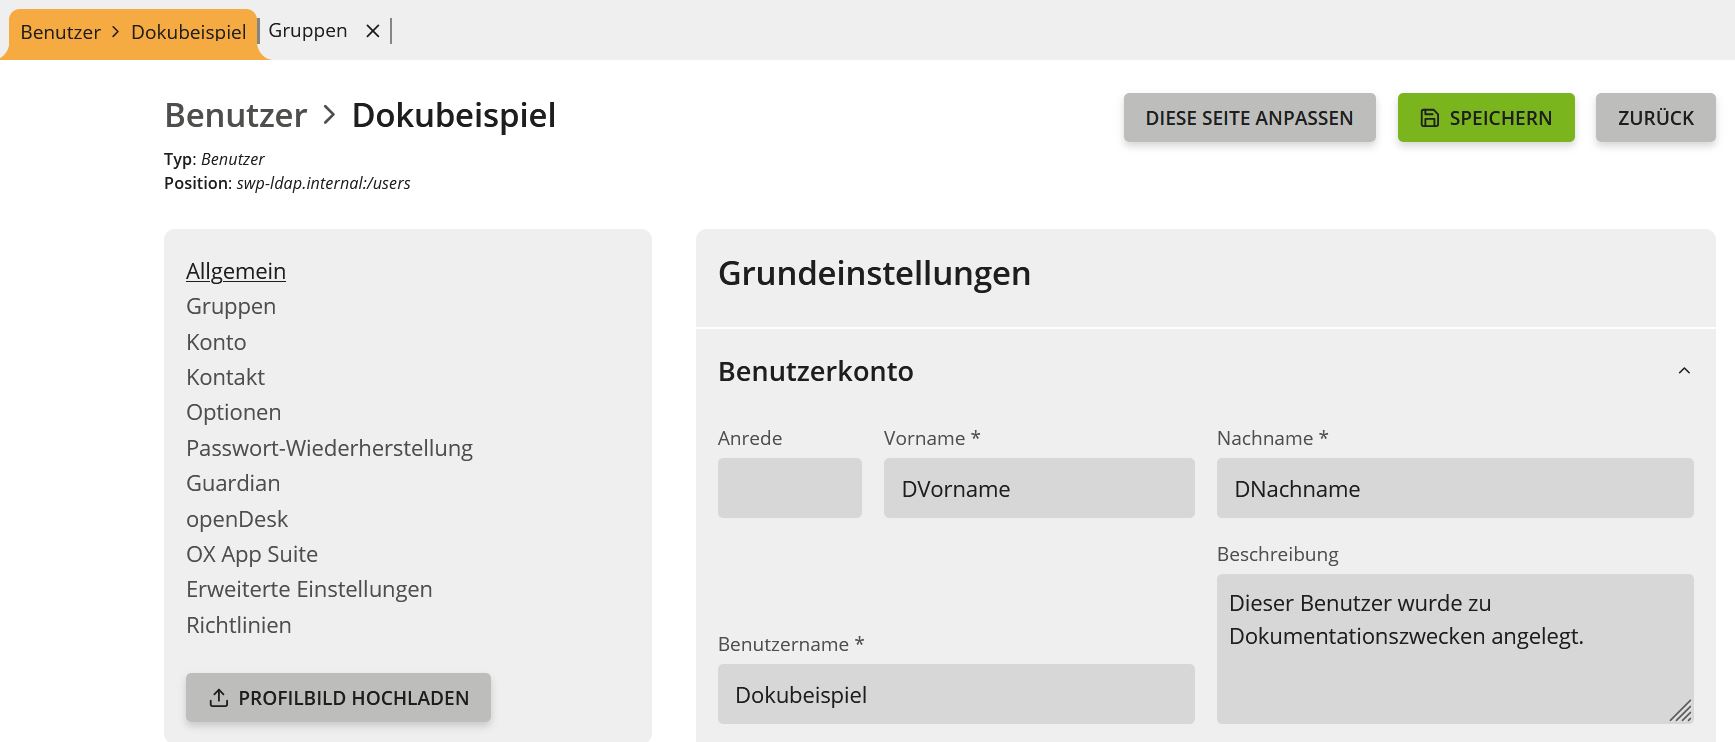 Benutzer > Dokubeispiel
Gruppen
Benutzer > Dokubeispiel
DIESE SEITE ANPASSEN
SPEICHERN
ZURÜCK
Typ: Benutzer
Position: swp-ldap.internal:/users
Allgemein
Gruppen
Konto
Kontakt
Optionen
Passwort-Wiederherstellung
Guardian
openDesk
OX App Suite
Erweiterte Einstellungen
Richtlinien
PROFILBILD HOCHLADEN
Grundeinstellungen
Benutzerkonto
Anrede
Vorname *
Nachname *
DVorname
DNachname
Beschreibung
Dieser Benutzer wurde zu
Dokumentationszwecken angelegt.
Benutzername *
Dokubeispiel